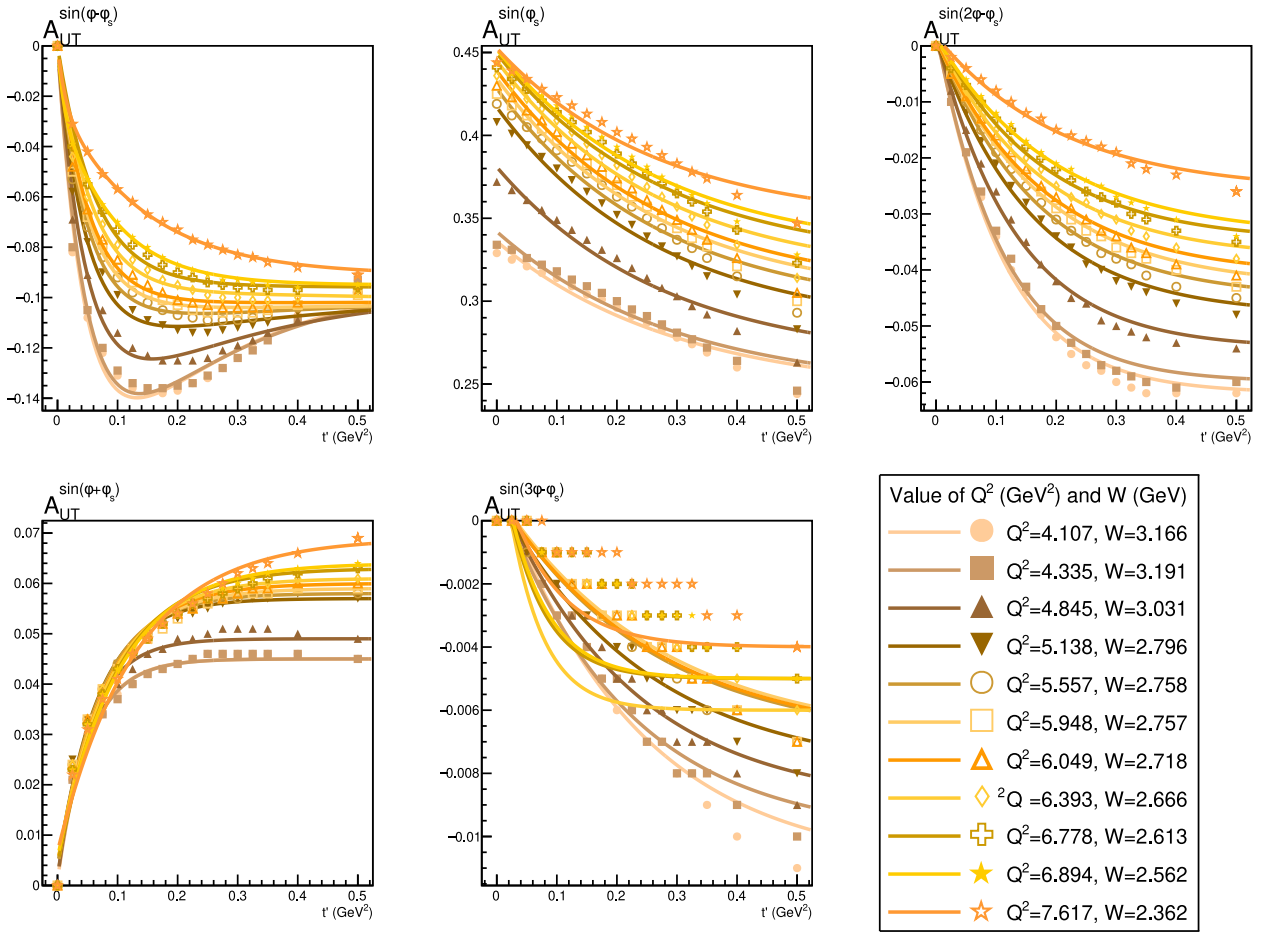 A_UT^sin(φ-φ_s)
0
−0.02
−0.04
−0.06
−0.08
−0.1
−0.12
−0.14
0 0.1 0.2 0.3 0.4 0.5
t' (GeV²)
A_UT^sin(φ_s)
0.45
0.4
0.35
0.3
0.25
0 0.1 0.2 0.3 0.4 0.5
t' (GeV²)
A_UT^sin(2φ-φ_s)
0
−0.01
−0.02
−0.03
−0.04
−0.05
−0.06
0 0.1 0.2 0.3 0.4 0.5
t' (GeV²)
A_UT^sin(φ+φ_s)
0.07
0.06
0.05
0.04
0.03
0.02
0.01
0
0 0.1 0.2 0.3 0.4 0.5
t' (GeV²)
A_UT^sin(3φ-φ_s)
0
−0.002
−0.004
−0.006
−0.008
−0.01
0 0.1 0.2 0.3 0.4 0.5
t' (GeV²)
Value of Q² (GeV²) and W (GeV)
Q²=4.107, W=3.166
Q²=4.335, W=3.191
Q²=4.845, W=3.031
Q²=5.138, W=2.796
Q²=5.557, W=2.758
Q²=5.948, W=2.757
Q²=6.049, W=2.718
²Q =6.393, W=2.666
Q²=6.778, W=2.613
Q²=6.894, W=2.562
Q²=7.617, W=2.362